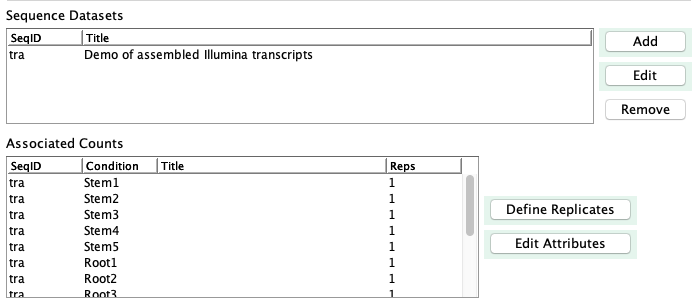 Sequence Datasets
SeqID Title
tra Demo of assembled Illumina transcripts
Add
Edit
Remove
Associated Counts
SeqID Condition Title Reps
tra Stem1 1
tra Stem2 1
tra Stem3 1
tra Stem4 1
tra Stem5 1
tra Root1 1
tra Root2 1
tra Root3 1
Define Replicates
Edit Attributes